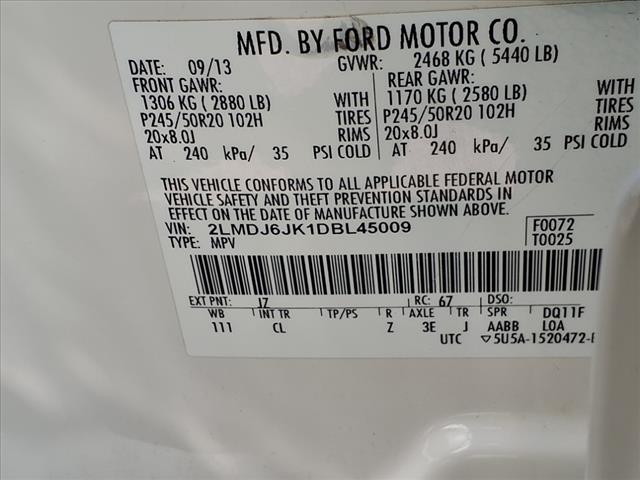 MFD. BY FORD MOTOR CO.
DATE: 09/13 GVWR: 2468 KG ( 5440 LB)
FRONT GAWR: REAR GAWR:
1306 KG ( 2880 LB) WITH 1170 KG ( 2580 LB) WITH
P245/50R20 102H TIRES P245/50R20 102H TIRES
20x8.0J RIMS 20x8.0J RIMS
AT 240 kPa/ 35 PSI COLD AT 240 kPa/ 35 PSI COLD
THIS VEHICLE CONFORMS TO ALL APPLICABLE FEDERAL MOTOR
VEHICLE SAFETY AND THEFT PREVENTION STANDARDS IN
EFFECT ON THE DATE OF MANUFACTURE SHOWN ABOVE.
VIN: 2LMDJ6JK1DBL45009 F0072
TYPE: MPV T0025
EXT PNT: JZ RC: 67 DSO:
WB INT TR TP/PS R AXLE TR SPR DQ11F
111 CL Z 3E J AABB LOA
UTC ▽5U5A-1520472-